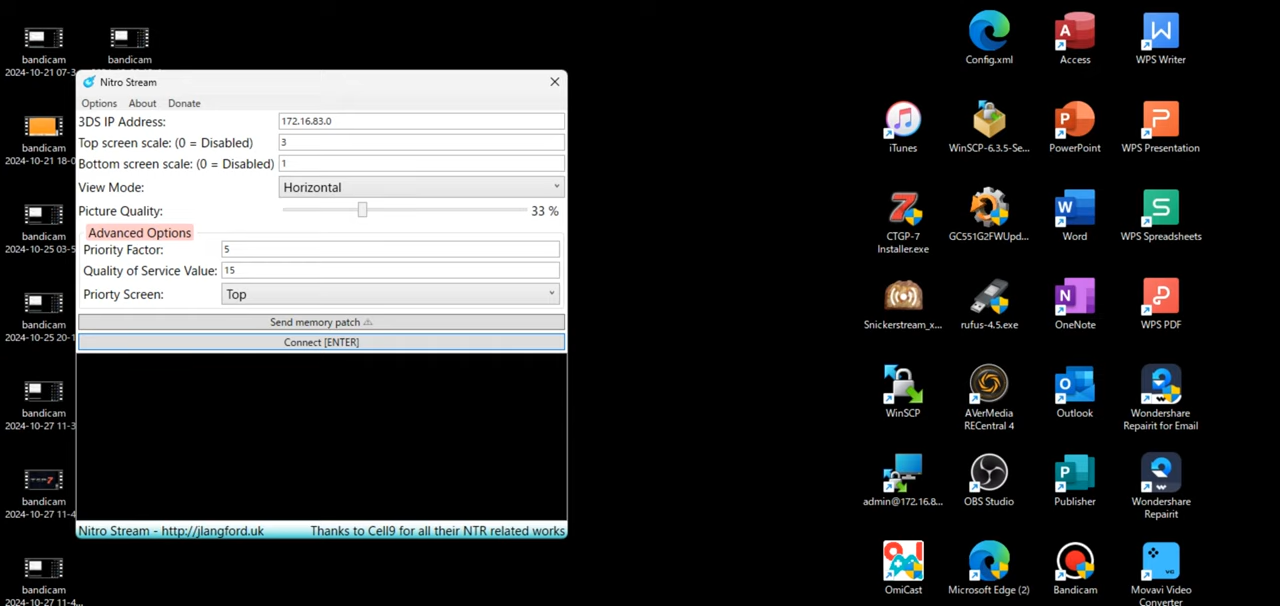 bandicam
2024-10-21 07-3
bandicam
bandicam
2024-10-21 18-0
bandicam
2024-10-25 03-5
bandicam
2024-10-25 20-1
bandicam
2024-10-27 11-3
bandicam
2024-10-27 11-4
bandicam
2024-10-27 11-4...
Nitro Stream
Options About Donate
3DS IP Address: 172.16.83.0
Top screen scale: (0 = Disabled) 3
Bottom screen scale: (0 = Disabled) 1
View Mode: Horizontal
Picture Quality: 33 %
Advanced Options
Priority Factor: 5
Quality of Service Value: 15
Priorty Screen: Top
Send memory patch ⚠
Connect [ENTER]
Nitro Stream - http://jlangford.uk Thanks to Cell9 for all their NTR related works
Config.xml
Access
WPS Writer
iTunes
WinSCP-6.3.5-Se...
PowerPoint
WPS Presentation
CTGP-7
Installer.exe
GC551G2FWUpd...
Word
WPS Spreadsheets
Snickerstream_x...
rufus-4.5.exe
OneNote
WPS PDF
WinSCP
AVerMedia
RECentral 4
Outlook
Wondershare
Repairit for Email
admin@172.16.8...
OBS Studio
Publisher
Wondershare
Repairit
OmiCast
Microsoft Edge (2)
Bandicam
Movavi Video
Converter